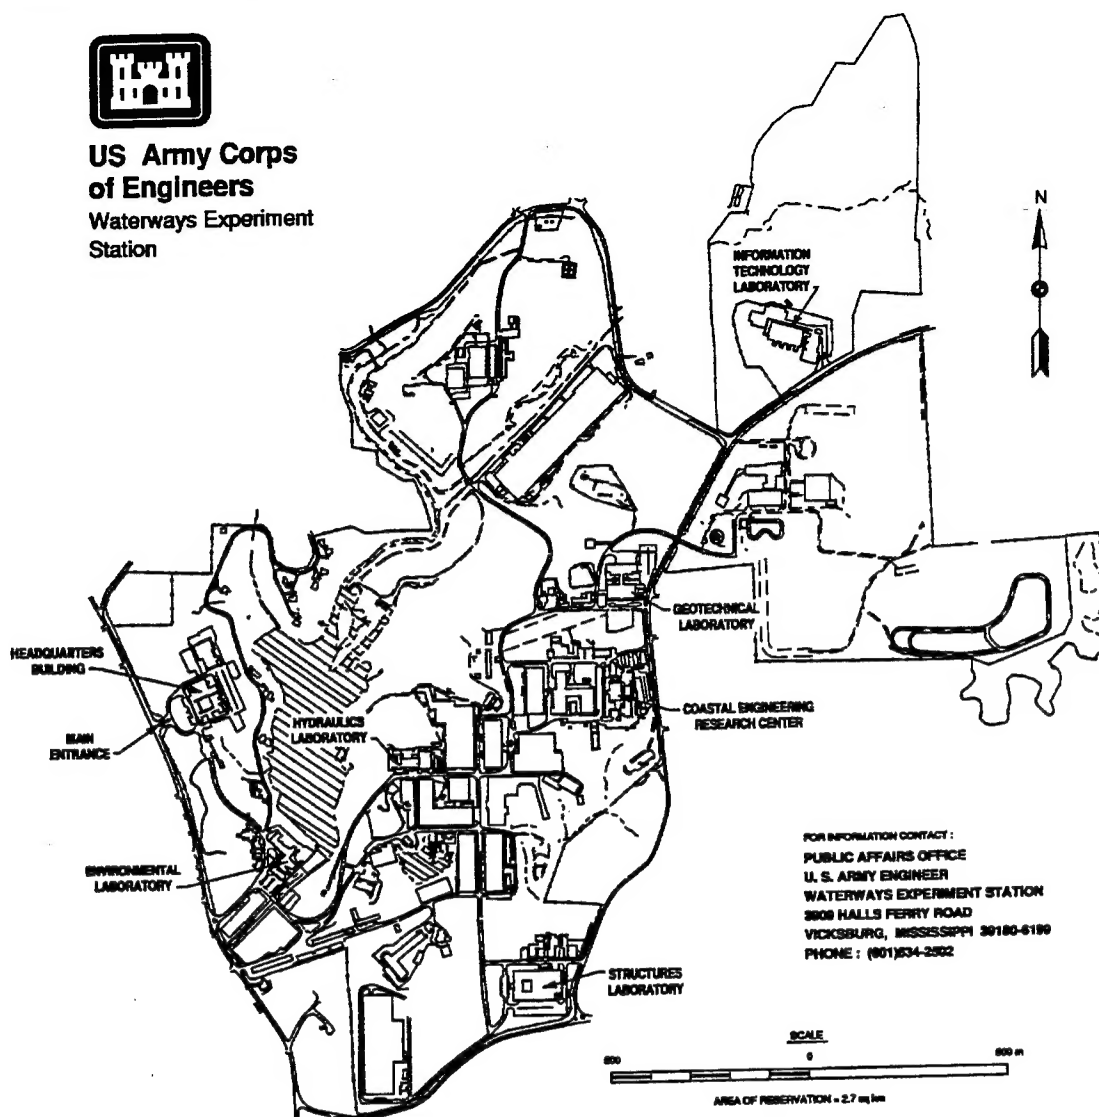 US Army Corps
of Engineers
Waterways Experiment
Station
N
INFORMATION
TECHNOLOGY
LABORATORY
GEOTECHNICAL
LABORATORY
HEADQUARTERS
BUILDING
MAIN
ENTRANCE
HYDRAULICS
LABORATORY
COASTAL ENGINEERING
RESEARCH CENTER
ENVIRONMENTAL
LABORATORY
STRUCTURES
LABORATORY
FOR INFORMATION CONTACT :
PUBLIC AFFAIRS OFFICE
U. S. ARMY ENGINEER
WATERWAYS EXPERIMENT STATION
3909 HALLS FERRY ROAD
VICKSBURG, MISSISSIPPI 39180-6199
PHONE : (601)634-2502
SCALE
500 0 500 m
AREA OF RESERVATION = 2.7 sq km